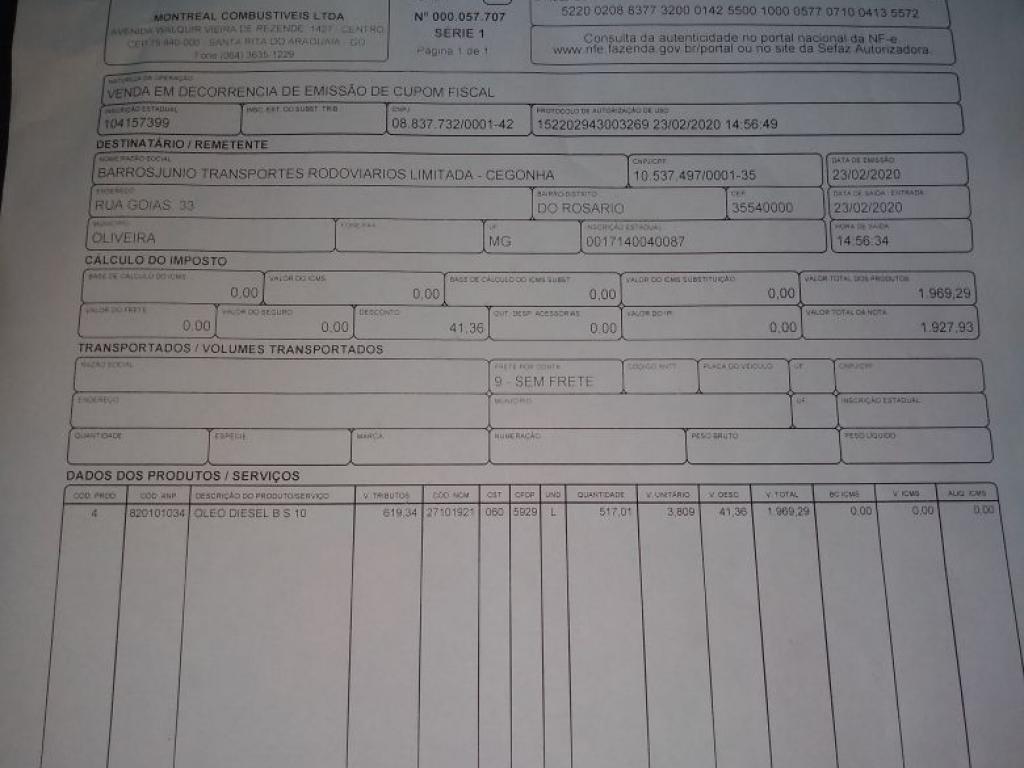 MONTREAL COMBUSTIVEIS LTDA
AVENIDA WALQUIR VIEIRA DE REZENDE, 1427 - CENTRO
CEP 75.840-000 - SANTA RITA DO ARAGUAIA - GO
Fone (064) 3635-1229
Nº 000.057.707
SÉRIE 1
Página 1 de 1
5220 0208 8377 3200 0142 5500 1000 0577 0710 0413 5572
Consulta da autenticidade no portal nacional da NF-e
www.nfe.fazenda.gov.br/portal ou no site da Sefaz Autorizadora.
NATUREZA DA OPERAÇÃO
VENDA EM DECORRENCIA DE EMISSÃO DE CUPOM FISCAL
INSCRIÇÃO ESTADUAL INSC. EST. DO SUBST. TRIB. CNPJ PROTOCOLO DE AUTORIZAÇÃO DE USO
104157399 08.837.732/0001-42 152202943003269 23/02/2020 14:56:49
DESTINATÁRIO / REMETENTE
NOME/RAZÃO SOCIAL CNPJ/CPF DATA DE EMISSÃO
BARROSJUNIO TRANSPORTES RODOVIARIOS LIMITADA - CEGONHA 10.537.497/0001-35 23/02/2020
ENDEREÇO BAIRRO/DISTRITO CEP DATA DE SAÍDA / ENTRADA
RUA GOIAS, 33 DO ROSARIO 35540000 23/02/2020
MUNICÍPIO FONE/FAX UF INSCRIÇÃO ESTADUAL HORA DE SAÍDA
OLIVEIRA MG 0017140040087 14:56:34
CÁLCULO DO IMPOSTO
BASE DE CÁLCULO DO ICMS VALOR DO ICMS BASE DE CÁLCULO DO ICMS SUBST VALOR DO ICMS SUBSTITUIÇÃO VALOR TOTAL DOS PRODUTOS
0,00 0,00 0,00 0,00 1.969,29
VALOR DO FRETE VALOR DO SEGURO DESCONTO OUT. DESP. ACESSÓRIAS VALOR DO IPI VALOR TOTAL DA NOTA
0,00 0,00 41,36 0,00 0,00 1.927,93
TRANSPORTADOS / VOLUMES TRANSPORTADOS
RAZÃO SOCIAL FRETE POR CONTA CÓDIGO ANTT PLACA DO VEÍCULO UF CNPJ/CPF
9 - SEM FRETE
ENDEREÇO MUNICÍPIO UF INSCRIÇÃO ESTADUAL
QUANTIDADE ESPÉCIE MARCA NUMERAÇÃO PESO BRUTO PESO LÍQUIDO
DADOS DOS PRODUTOS / SERVIÇOS
COD. PROD COD. ANP DESCRIÇÃO DO PRODUTO/SERVIÇO V. TRIBUTOS COD. NCM CST CFOP UND QUANTIDADE V. UNITÁRIO V. DESC V. TOTAL BC ICMS V. ICMS ALIQ. ICMS
4 820101034 OLEO DIESEL B S 10 619,34 27101921 060 5929 L 517,01 3,809 41,36 1.969,29 0,00 0,00 0,00